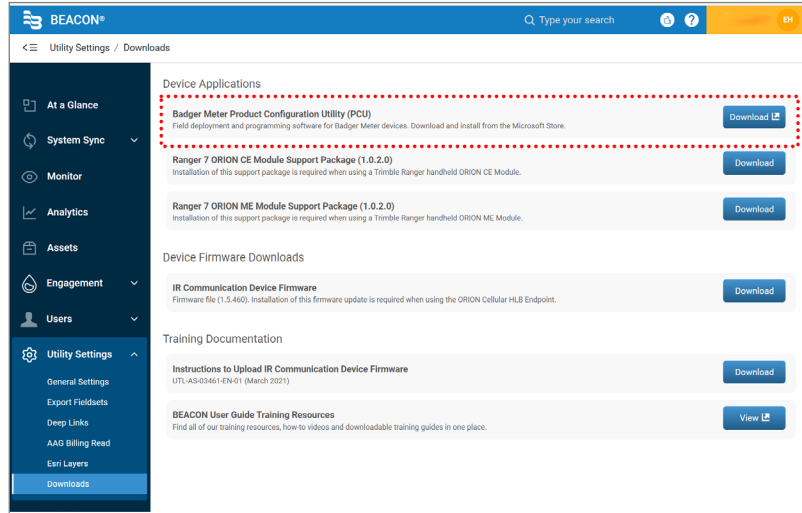 BEACON®
Type your search
EH
Utility Settings / Downloads
At a Glance
System Sync
Monitor
Analytics
Assets
Engagement
Users
Utility Settings
General Settings
Export Fieldsets
Deep Links
AAG Billing Read
Esri Layers
Downloads
Device Applications
Badger Meter Product Configuration Utility (PCU)
Field deployment and programming software for Badger Meter devices. Download and install from the Microsoft Store.
Download
Ranger 7 ORION CE Module Support Package (1.0.2.0)
Installation of this support package is required when using a Trimble Ranger handheld ORION CE Module.
Download
Ranger 7 ORION ME Module Support Package (1.0.2.0)
Installation of this support package is required when using a Trimble Ranger handheld ORION ME Module.
Download
Device Firmware Downloads
IR Communication Device Firmware
Firmware file (1.5.460). Installation of this firmware update is required when using the ORION Cellular HLB Endpoint.
Download
Training Documentation
Instructions to Upload IR Communication Device Firmware
UTL-AS-03461-EN-01 (March 2021)
Download
BEACON User Guide Training Resources
Find all of our training resources, how-to videos and downloadable training guides in one place.
View